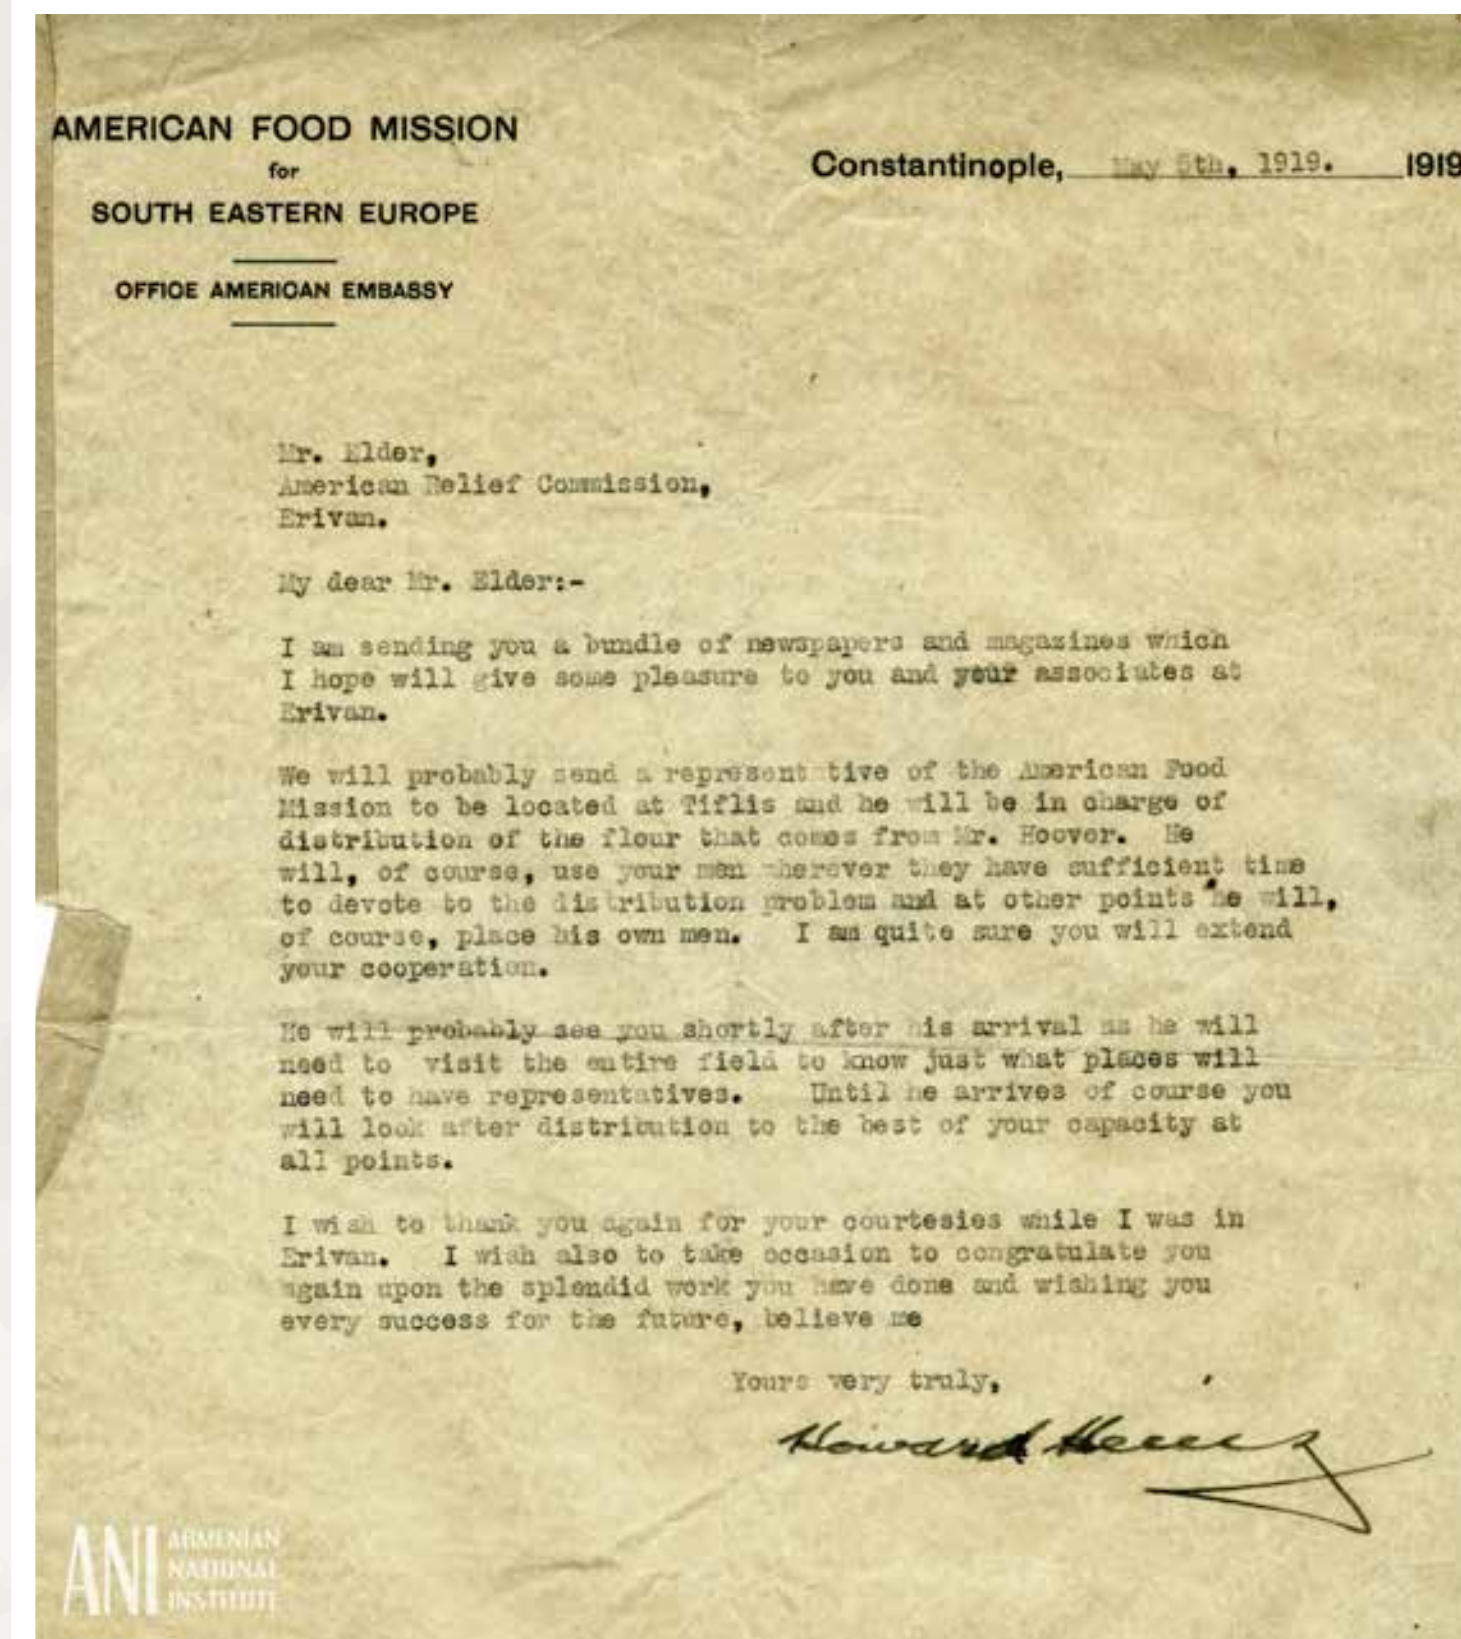 AMERICAN FOOD MISSION
for
SOUTH EASTERN EUROPE
OFFICE AMERICAN EMBASSY
Constantinople, May 5th, 1919. 1919
Mr. Elder,
American Relief Commission,
Erivan.
My dear Mr. Elder:-
I am sending you a bundle of newspapers and magazines which
I hope will give some pleasure to you and your associates at
Erivan.
We will probably send a representative of the American Food
Mission to be located at Tiflis and he will be in charge of
distribution of the flour that comes from Mr. Hoover. He
will, of course, use your men wherever they have sufficient time
to devote to the distribution problem and at other points he will,
of course, place his own men. I am quite sure you will extend
your cooperation.
He will probably see you shortly after his arrival as he will
need to visit the entire field to know just what places will
need to have representatives. Until he arrives of course you
will look after distribution to the best of your capacity at
all points.
I wish to thank you again for your courtesies while I was in
Erivan. I wish also to take occasion to congratulate you
again upon the splendid work you have done and wishing you
every success for the future, believe me
Yours very truly,
Howard Heinz
ANI ARMENIAN
NATIONAL
INSTITUTE